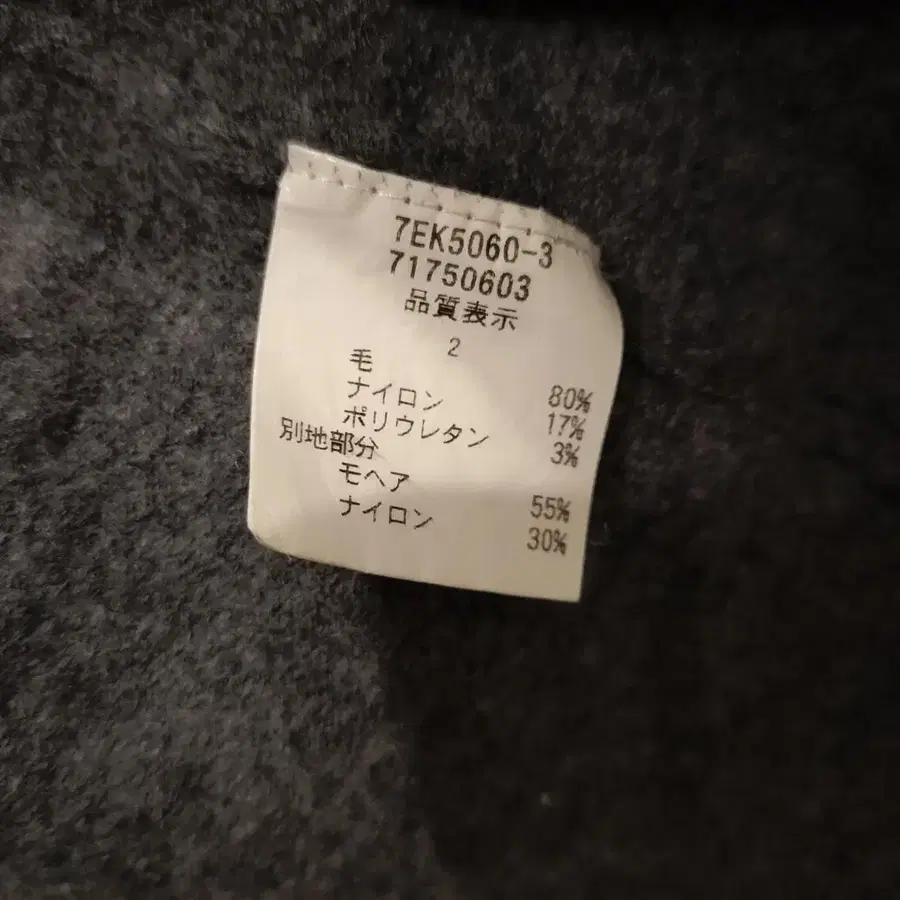 7EK5060-3
71750603
品質表示
2
毛 80%
ナイロン 17%
ポリウレタン 3%
別地部分
モヘア 55%
ナイロン 30%